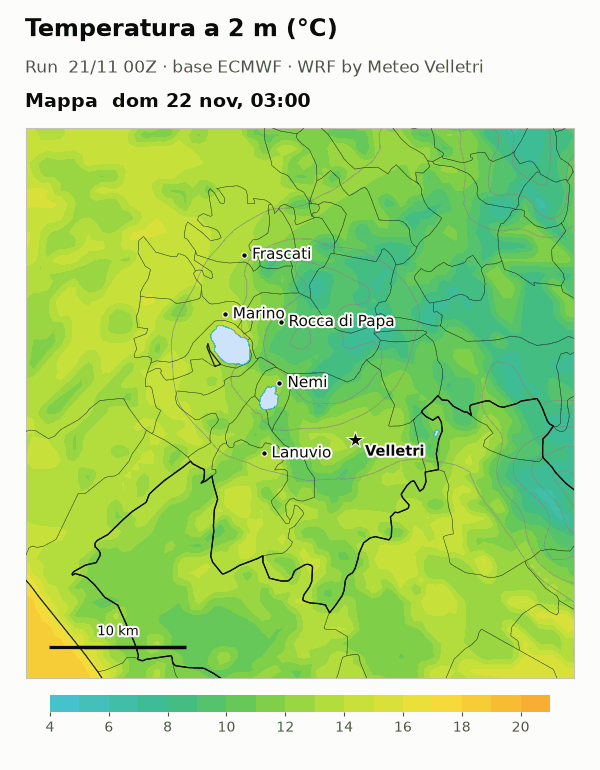 Temperatura a 2 m (°C)
Run  21/11 00Z · base ECMWF · WRF by Meteo Velletri
Mappa  dom 22 nov, 03:00
Frascati
Marino
Rocca di Papa
Nemi
Velletri
Lanuvio
10 km
4 6 8 10 12 14 16 18 20